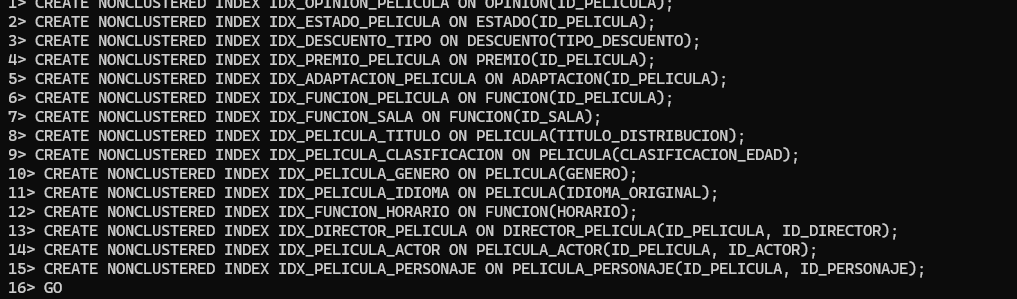 1> CREATE NONCLUSTERED INDEX IDX_OPINION_PELICULA ON OPINION(ID_PELICULA);
2> CREATE NONCLUSTERED INDEX IDX_ESTADO_PELICULA ON ESTADO(ID_PELICULA);
3> CREATE NONCLUSTERED INDEX IDX_DESCUENTO_TIPO ON DESCUENTO(TIPO_DESCUENTO);
4> CREATE NONCLUSTERED INDEX IDX_PREMIO_PELICULA ON PREMIO(ID_PELICULA);
5> CREATE NONCLUSTERED INDEX IDX_ADAPTACION_PELICULA ON ADAPTACION(ID_PELICULA);
6> CREATE NONCLUSTERED INDEX IDX_FUNCION_PELICULA ON FUNCION(ID_PELICULA);
7> CREATE NONCLUSTERED INDEX IDX_FUNCION_SALA ON FUNCION(ID_SALA);
8> CREATE NONCLUSTERED INDEX IDX_PELICULA_TITULO ON PELICULA(TITULO_DISTRIBUCION);
9> CREATE NONCLUSTERED INDEX IDX_PELICULA_CLASIFICACION ON PELICULA(CLASIFICACION_EDAD);
10> CREATE NONCLUSTERED INDEX IDX_PELICULA_GENERO ON PELICULA(GENERO);
11> CREATE NONCLUSTERED INDEX IDX_PELICULA_IDIOMA ON PELICULA(IDIOMA_ORIGINAL);
12> CREATE NONCLUSTERED INDEX IDX_FUNCION_HORARIO ON FUNCION(HORARIO);
13> CREATE NONCLUSTERED INDEX IDX_DIRECTOR_PELICULA ON DIRECTOR_PELICULA(ID_PELICULA, ID_DIRECTOR);
14> CREATE NONCLUSTERED INDEX IDX_PELICULA_ACTOR ON PELICULA_ACTOR(ID_PELICULA, ID_ACTOR);
15> CREATE NONCLUSTERED INDEX IDX_PELICULA_PERSONAJE ON PELICULA_PERSONAJE(ID_PELICULA, ID_PERSONAJE);
16> GO